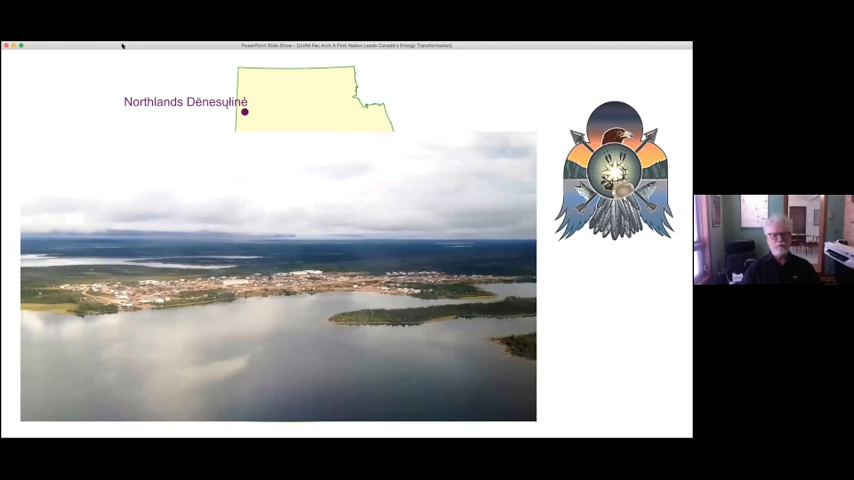 PowerPoint Slide Show - [UofM Fac Arch A First Nation Leads Canada's Energy Transformation]
Northlands Dënesųłiné